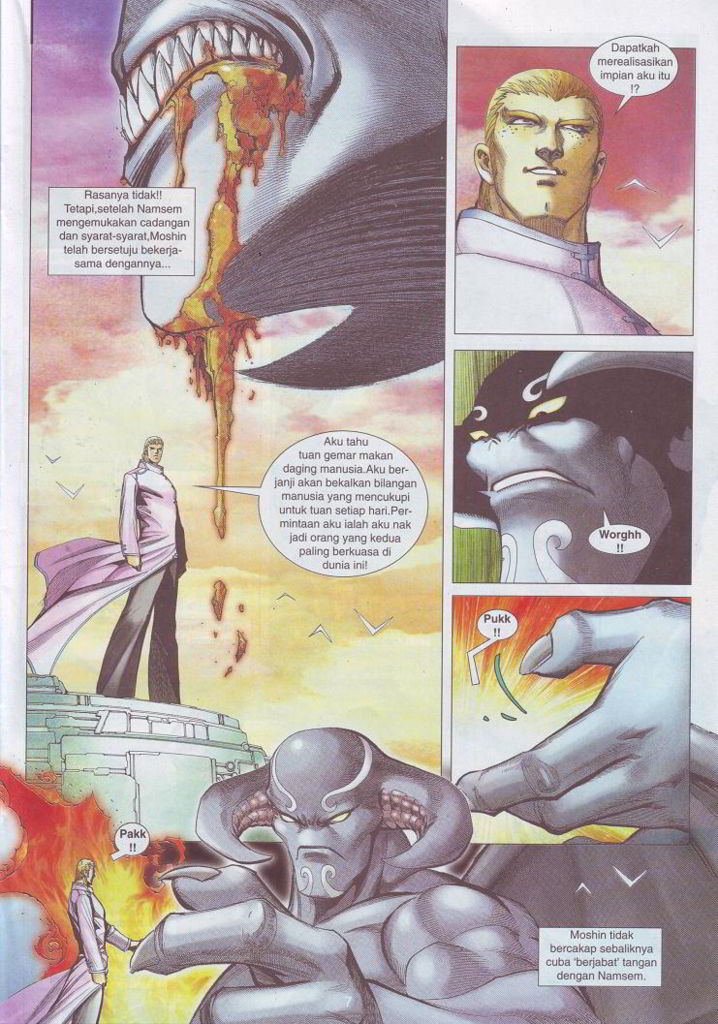 Rasanya tidak!!
Tetapi,setelah Namsem
mengemukakan cadangan
dan syarat-syarat,Moshin
telah bersetuju bekerja-
sama dengannya...
Aku tahu
tuan gemar makan
daging manusia.Aku ber-
janji akan bekalkan bilangan
manusia yang mencukupi
untuk tuan setiap hari.Per-
mintaan aku ialah aku nak
jadi orang yang kedua
paling berkuasa di
dunia ini!
Dapatkah
merealisasikan
impian aku itu
!?
Worghh
!!
Pukk
!!
Pakk
!!
Moshin tidak
bercakap sebaliknya
cuba 'berjabat' tangan
dengan Namsem.
7